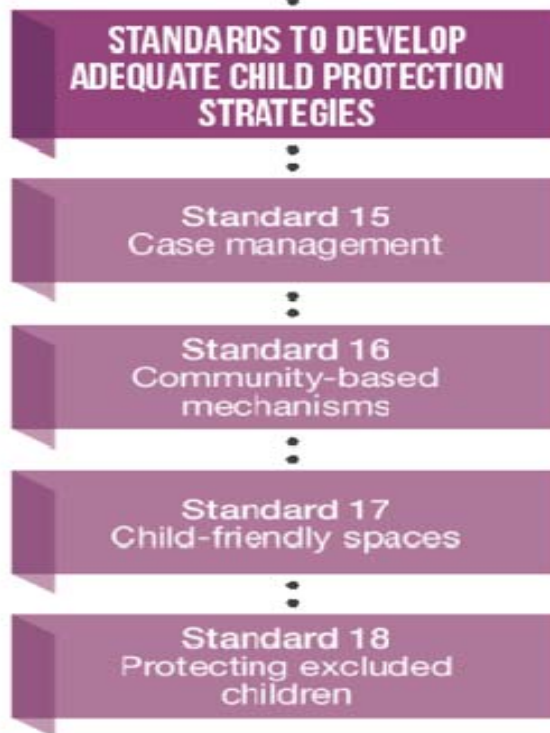 STANDARDS TO DEVELOP
ADEQUATE CHILD PROTECTION
STRATEGIES
Standard 15
Case management
Standard 16
Community-based
mechanisms
Standard 17
Child-friendly spaces
Standard 18
Protecting excluded
children